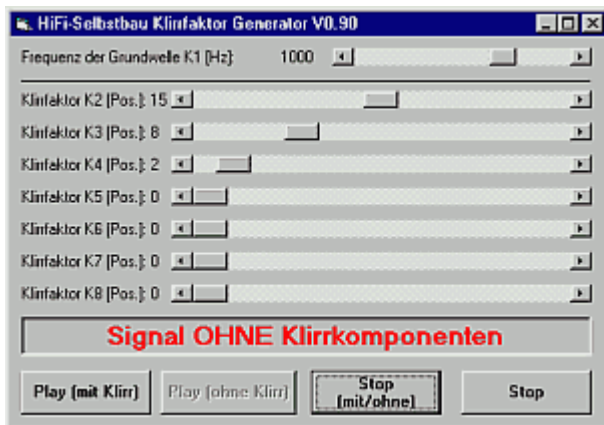 HiFi-Selbstbau Klirrfaktor Generator V0.90
Frequenz der Grundwelle K1 [Hz]: 1000
Klirrfaktor K2 [Pos.]: 15
Klirrfaktor K3 [Pos.]: 8
Klirrfaktor K4 [Pos.]: 2
Klirrfaktor K5 [Pos.]: 0
Klirrfaktor K6 [Pos.]: 0
Klirrfaktor K7 [Pos.]: 0
Klirrfaktor K8 [Pos.]: 0
Signal OHNE Klirrkomponenten
Play (mit Klirr)
Play (ohne Klirr)
Stop
(mit/ohne)
Stop